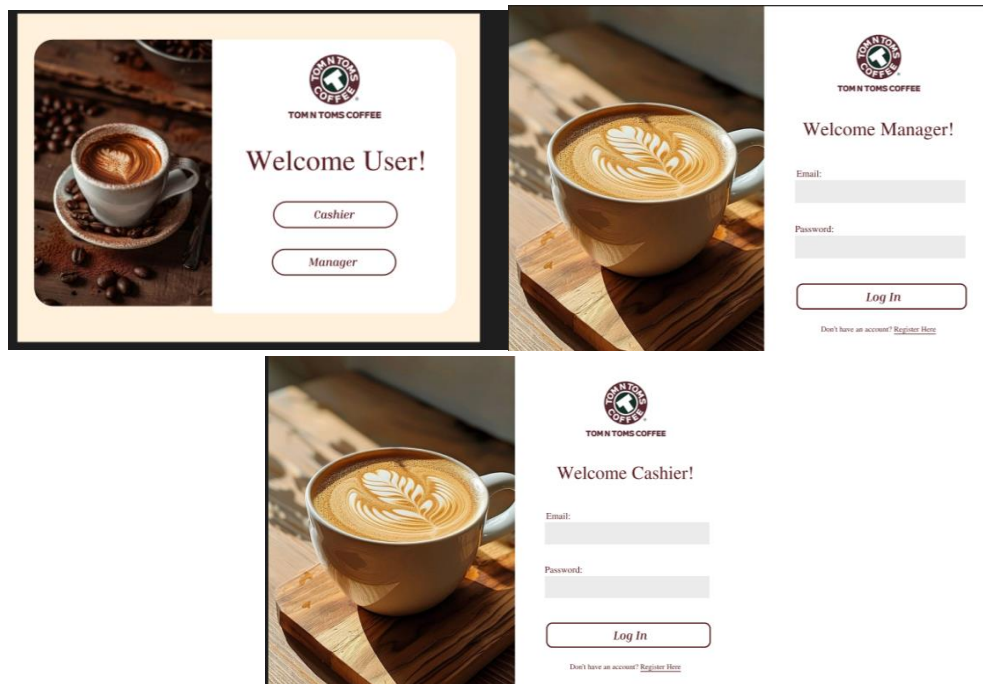 TOM N TOMS
COFFEE
TOM N TOMS COFFEE
Welcome User!
Cashier
Manager
TOM N TOMS
COFFEE
TOM N TOMS COFFEE
Welcome Manager!
Email:
Password:
Log In
Don't have an account? Register Here
TOM N TOMS
COFFEE
TOM N TOMS COFFEE
Welcome Cashier!
Email:
Password:
Log In
Don't have an account? Register Here